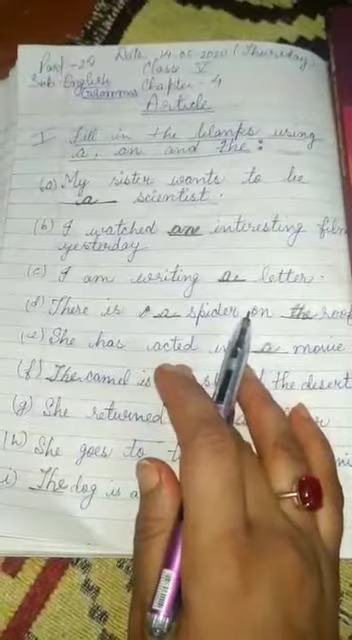 Part-24 Date 14.05.2020 (Thursday)
Sub-English Class V
Grammar Chapter-4
Article
I Fill in the blanks using
a, an and the:
(a) My sister wants to be
a scientist.
(b) I watched an interesting film
yesterday
(c) I am writing a letter.
(d) There is a spider on the roof
(e) She has acted in a movie
(f) The camel is the desert
(g) She returned
(h) She goes to
(i) The dog is a